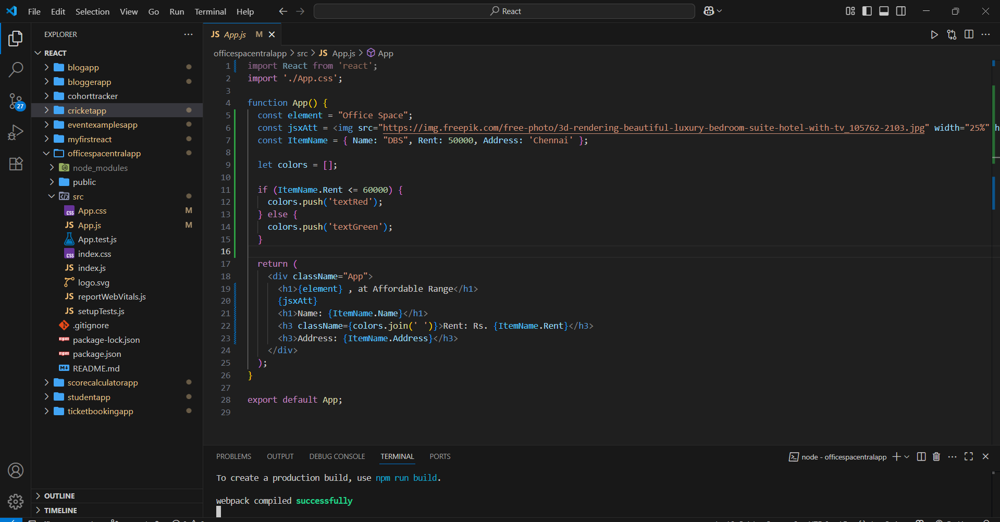 File Edit Selection View Go Run Terminal Help
React
EXPLORER
REACT
blogapp
bloggerapp
cohorttracker
cricketapp
eventexamplesapp
myfirstreact
officespacentralapp
node_modules
public
src
App.css M
App.js M
App.test.js
index.css
index.js
logo.svg
reportWebVitals.js
setupTests.js
.gitignore
package-lock.json
package.json
README.md
scorecalculatorapp
studentapp
ticketbookingapp
OUTLINE
TIMELINE
27
JS App.js M
officespacentralapp > src > JS App.js > App
1 import React from 'react';
2 import './App.css';
3
4 function App() {
5 const element = "Office Space";
6 const jsxAtt = <img src="https://img.freepik.com/free-photo/3d-rendering-beautiful-luxury-bedroom-suite-hotel-with-tv_105762-2103.jpg" width="25%" h
7 const ItemName = { Name: "DBS", Rent: 50000, Address: 'Chennai' };
8
9 let colors = [];
10
11 if (ItemName.Rent <= 60000) {
12 colors.push('textRed');
13 } else {
14 colors.push('textGreen');
15 }
16
17 return (
18 <div className="App">
19 <h1>{element} , at Affordable Range</h1>
20 {jsxAtt}
21 <h1>Name: {ItemName.Name}</h1>
22 <h3 className={colors.join(' ')}>Rent: Rs. {ItemName.Rent}</h3>
23 <h3>Address: {ItemName.Address}</h3>
24 </div>
25 );
26 }
27
28 export default App;
29
PROBLEMS OUTPUT DEBUG CONSOLE TERMINAL PORTS
node - officespacentralapp
To create a production build, use npm run build.
webpack compiled successfully